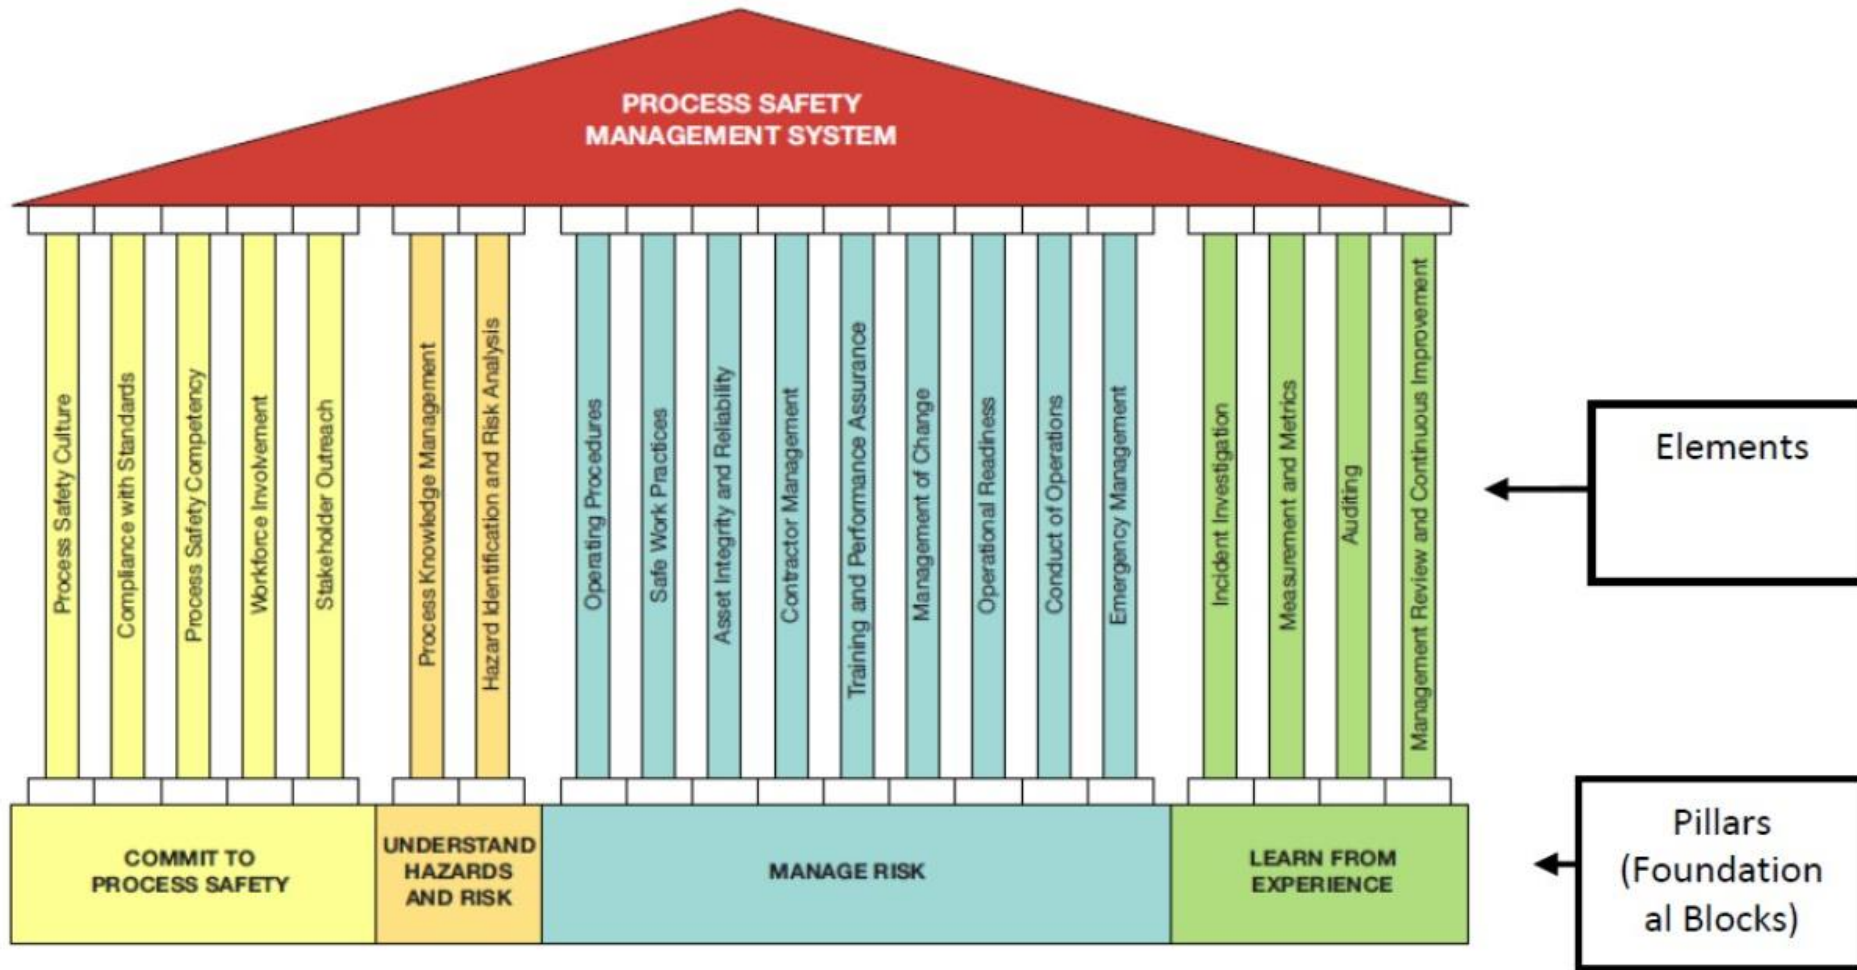 PROCESS SAFETY
MANAGEMENT SYSTEM
Process Safety Culture
Compliance with Standards
Process Safety Competency
Workforce Involvement
Stakeholder Outreach
Process Knowledge Management
Hazard Identification and Risk Analysis
Operating Procedures
Safe Work Practices
Asset Integrity and Reliability
Contractor Management
Training and Performance Assurance
Management of Change
Operational Readiness
Conduct of Operations
Emergency Management
Incident Investigation
Measurement and Metrics
Auditing
Management Review and Continuous Improvement
Elements
COMMIT TO
PROCESS SAFETY
UNDERSTAND
HAZARDS
AND RISK
MANAGE RISK
LEARN FROM
EXPERIENCE
Pillars
(Foundation
al Blocks)